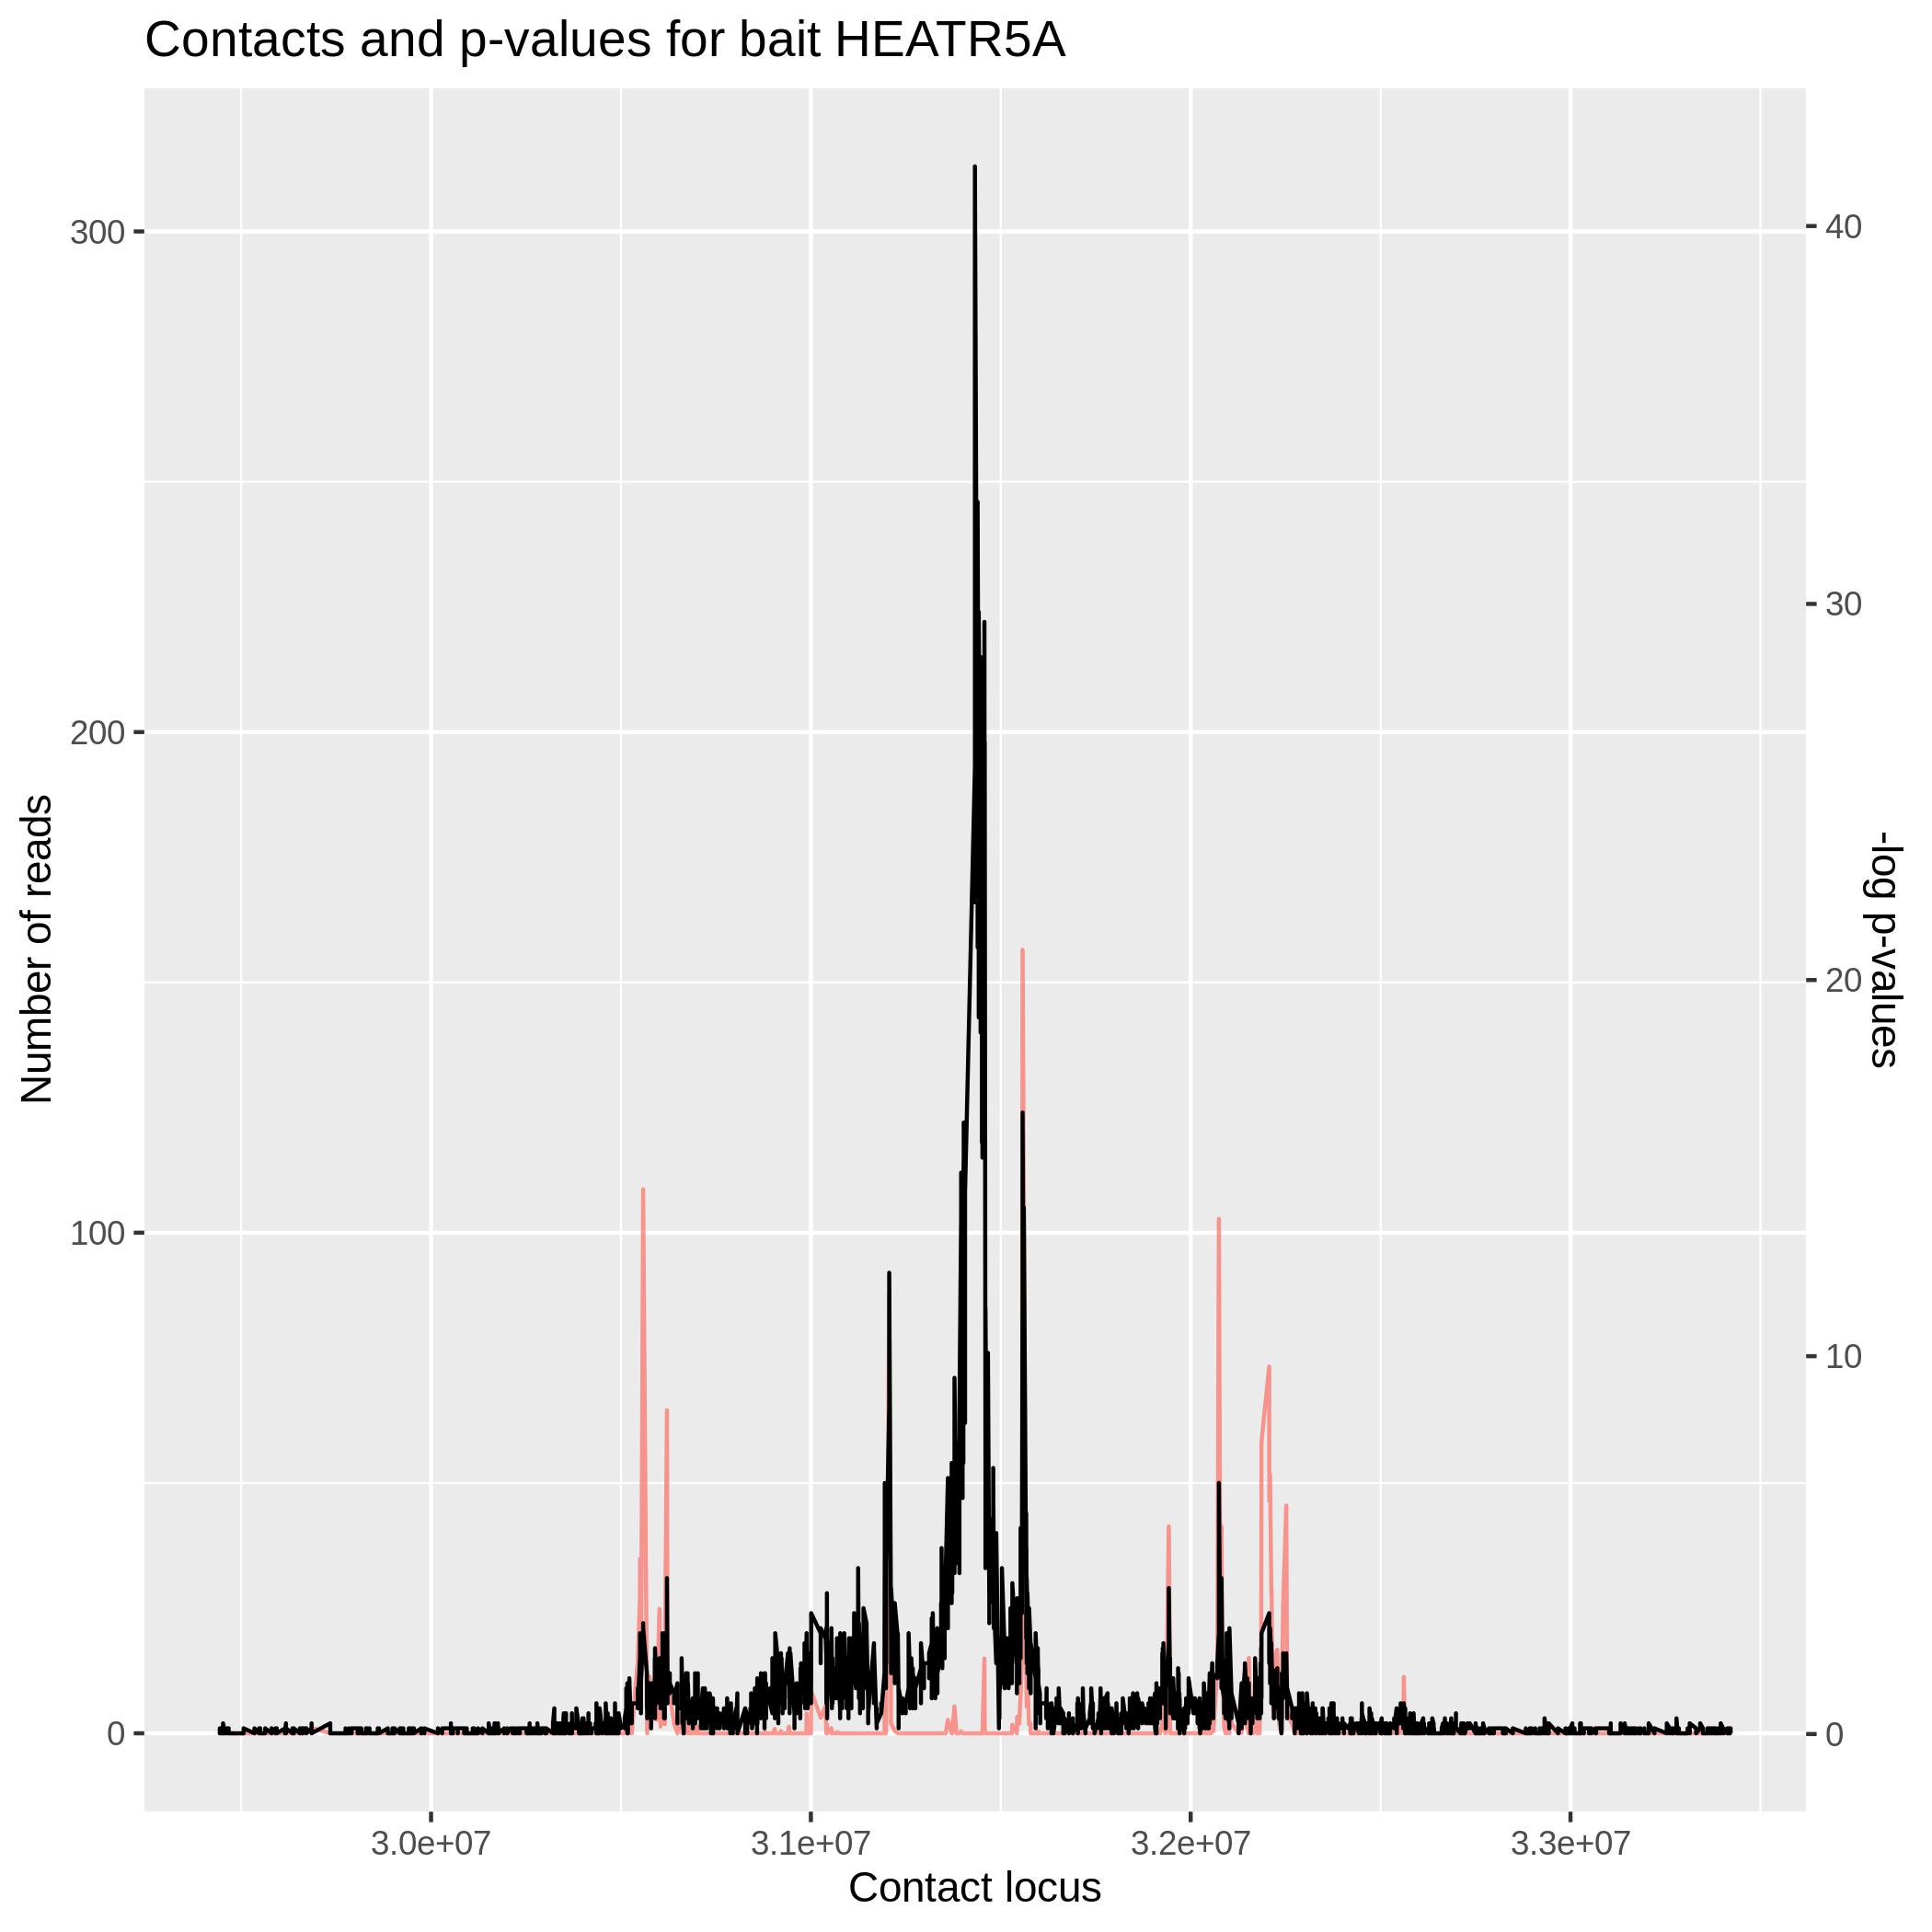 Contacts and p-values for bait HEATR5A
300
200
100
0
40
30
20
10
0
Number of reads
-log p-values
3.0e+07
3.1e+07
3.2e+07
3.3e+07
Contact locus